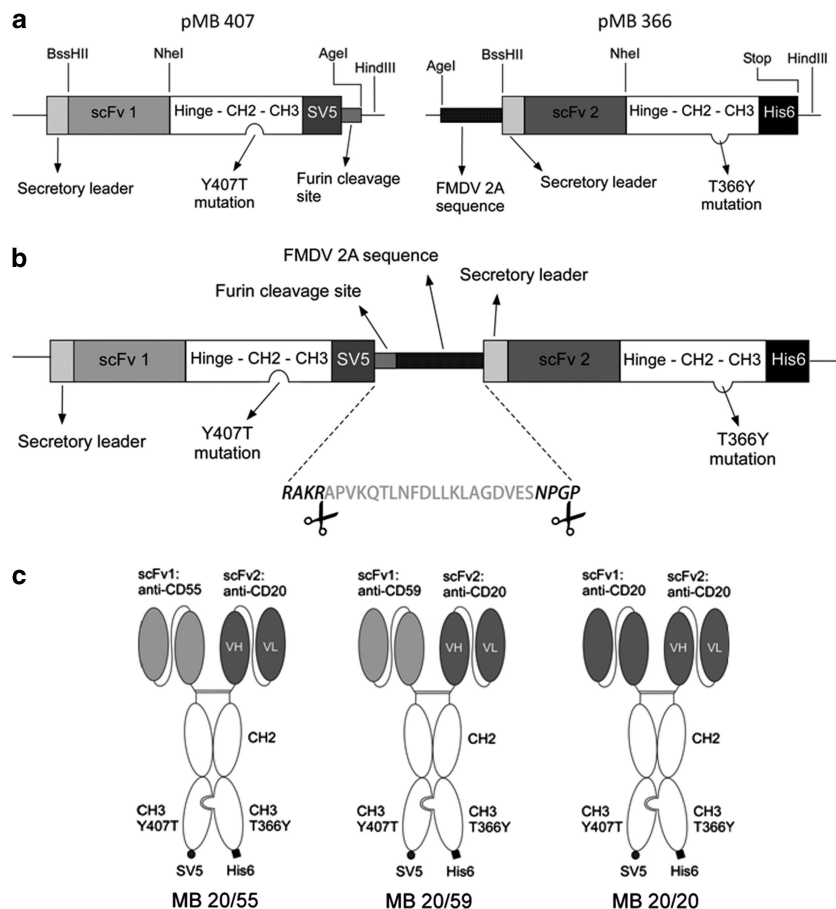 a
pMB 407
pMB 366
BssHII
NheI
AgeI
HindIII
AgeI
BssHII
NheI
Stop
HindIII
scFv 1
Hinge - CH2 - CH3
SV5
scFv 2
Hinge - CH2 - CH3
His6
Secretory leader
Y407T
mutation
Furin cleavage
site
FMDV 2A
sequence
Secretory leader
T366Y
mutation
b
FMDV 2A sequence
Furin cleavage site
Secretory leader
scFv 1
Hinge - CH2 - CH3
SV5
scFv 2
Hinge - CH2 - CH3
His6
Secretory leader
Y407T
mutation
T366Y
mutation
RAKRAPVKQTLNFDLLKLAGDVESNPGP
c
scFv1:
anti-CD55
scFv2:
anti-CD20
VH
VL
CH2
CH3
Y407T
CH3
T366Y
SV5
His6
MB 20/55
scFv1:
anti-CD59
scFv2:
anti-CD20
VH
VL
CH2
CH3
Y407T
CH3
T366Y
SV5
His6
MB 20/59
scFv1:
anti-CD20
scFv2:
anti-CD20
VH
VL
CH2
CH3
Y407T
CH3
T366Y
SV5
His6
MB 20/20